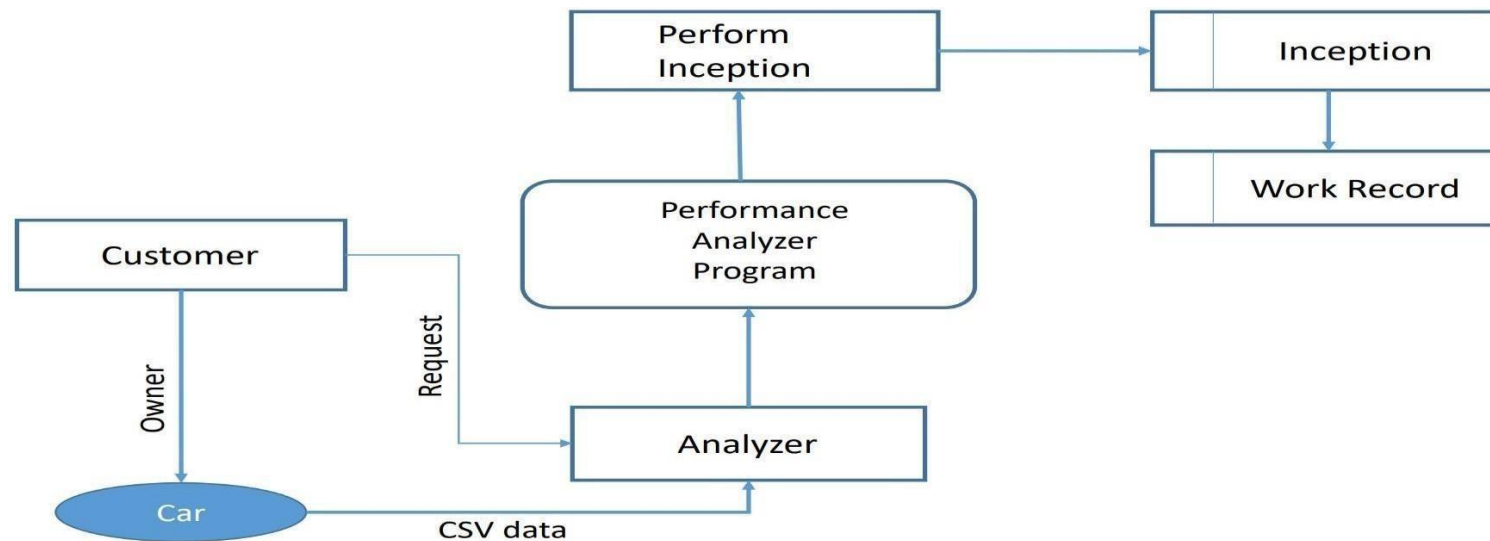 Perform
Inception
Inception
Work Record
Performance
Analyzer
Program
Customer
Owner
Request
Analyzer
Car
CSV data